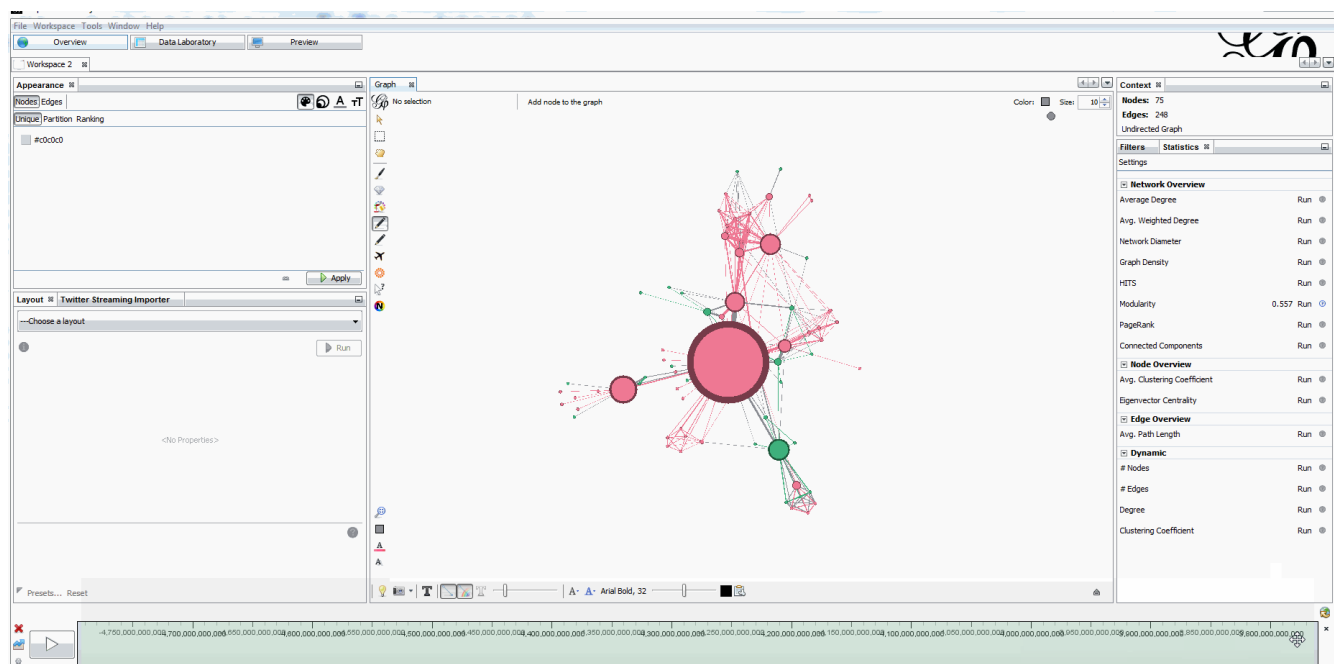 File Workspace Tools Window Help
Overview Data Laboratory Preview
Workspace 2
Appearance
Nodes Edges
Unique Partition Ranking
#c0c0c0
Apply
Layout Twitter Streaming Importer
---Choose a layout
Run
<No Properties>
Presets... Reset
Graph
No selection Add node to the graph Color: Size: 10
Arial Bold, 32
Context
Nodes: 75
Edges: 248
Undirected Graph
Filters Statistics
Settings
Network Overview
Average Degree Run
Avg. Weighted Degree Run
Network Diameter Run
Graph Density Run
HITS Run
Modularity 0.557 Run
PageRank Run
Connected Components Run
Node Overview
Avg. Clustering Coefficient Run
Eigenvector Centrality Run
Edge Overview
Avg. Path Length Run
Dynamic
# Nodes Run
# Edges Run
Degree Run
Clustering Coefficient Run